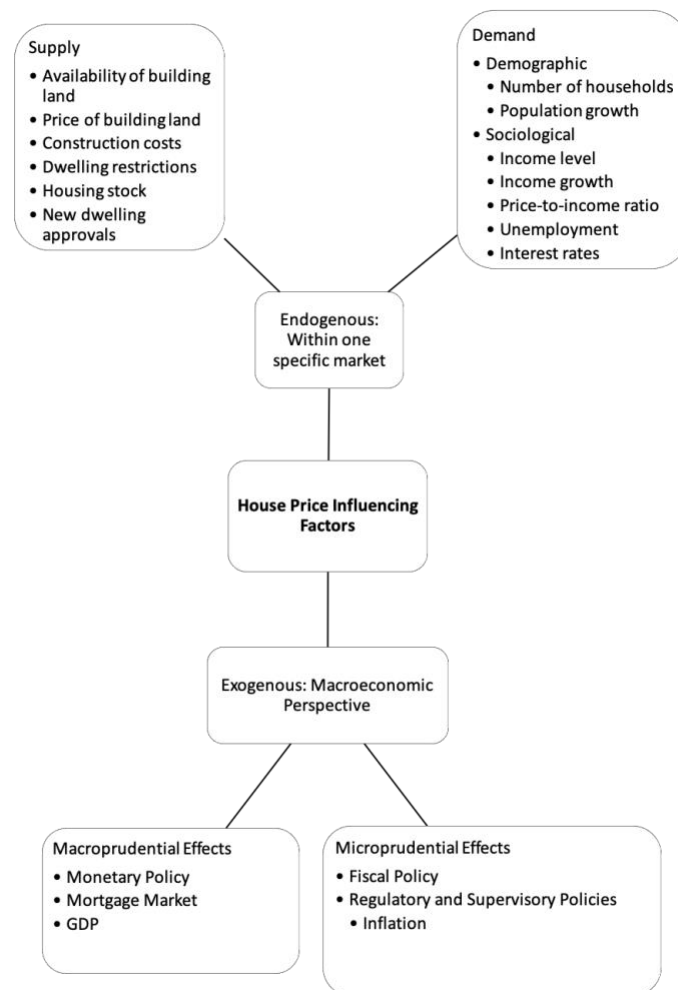 Supply
• Availability of building
land
• Price of building land
• Construction costs
• Dwelling restrictions
• Housing stock
• New dwelling
approvals
Demand
• Demographic
• Number of households
• Population growth
• Sociological
• Income level
• Income growth
• Price-to-income ratio
• Unemployment
• Interest rates
Endogenous:
Within one
specific market
House Price Influencing
Factors
Exogenous: Macroeconomic
Perspective
Macroprudential Effects
• Monetary Policy
• Mortgage Market
• GDP
Microprudential Effects
• Fiscal Policy
• Regulatory and Supervisory Policies
• Inflation